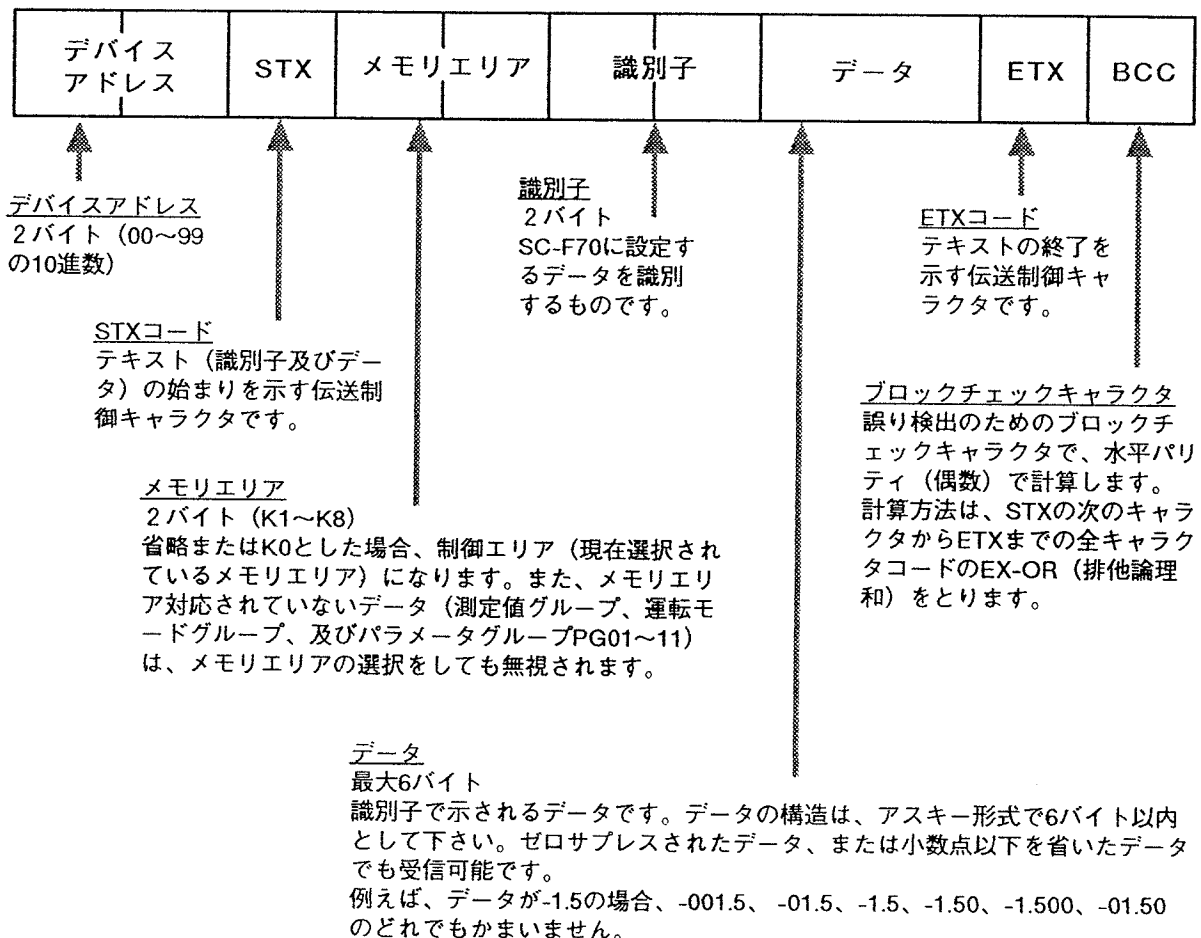 デバイス
アドレス
STX
メモリエリア
識別子
データ
ETX
BCC
デバイスアドレス
2バイト（00～99
の10進数）
識別子
2バイト
SC-F70に設定す
るデータを識別
するものです。
ETXコード
テキストの終了を
示す伝送制御キャ
ラクタです。
STXコード
テキスト（識別子及びデー
タ）の始まりを示す伝送制
御キャラクタです。
ブロックチェックキャラクタ
誤り検出のためのブロックチ
ェックキャラクタで、水平パリ
ティ（偶数）で計算します。
計算方法は、STXの次のキャラ
クタからETXまでの全キャラク
タコードのEX-OR（排他論理
和）をとります。
メモリエリア
2バイト（K1～K8）
省略またはK0とした場合、制御エリア（現在選択され
ているメモリエリア）になります。また、メモリエリ
ア対応されていないデータ（測定値グループ、運転モ
ードグループ、及びパラメータグループPG01～11）
は、メモリエリアの選択をしても無視されます。
データ
最大6バイト
識別子で示されるデータです。データの構造は、アスキー形式で6バイト以内
として下さい。ゼロサプレスされたデータ、または小数点以下を省いたデータ
でも受信可能です。
例えば、データが-1.5の場合、-001.5、 -01.5、-1.5、-1.50、-1.500、-01.50
のどれでもかまいません。